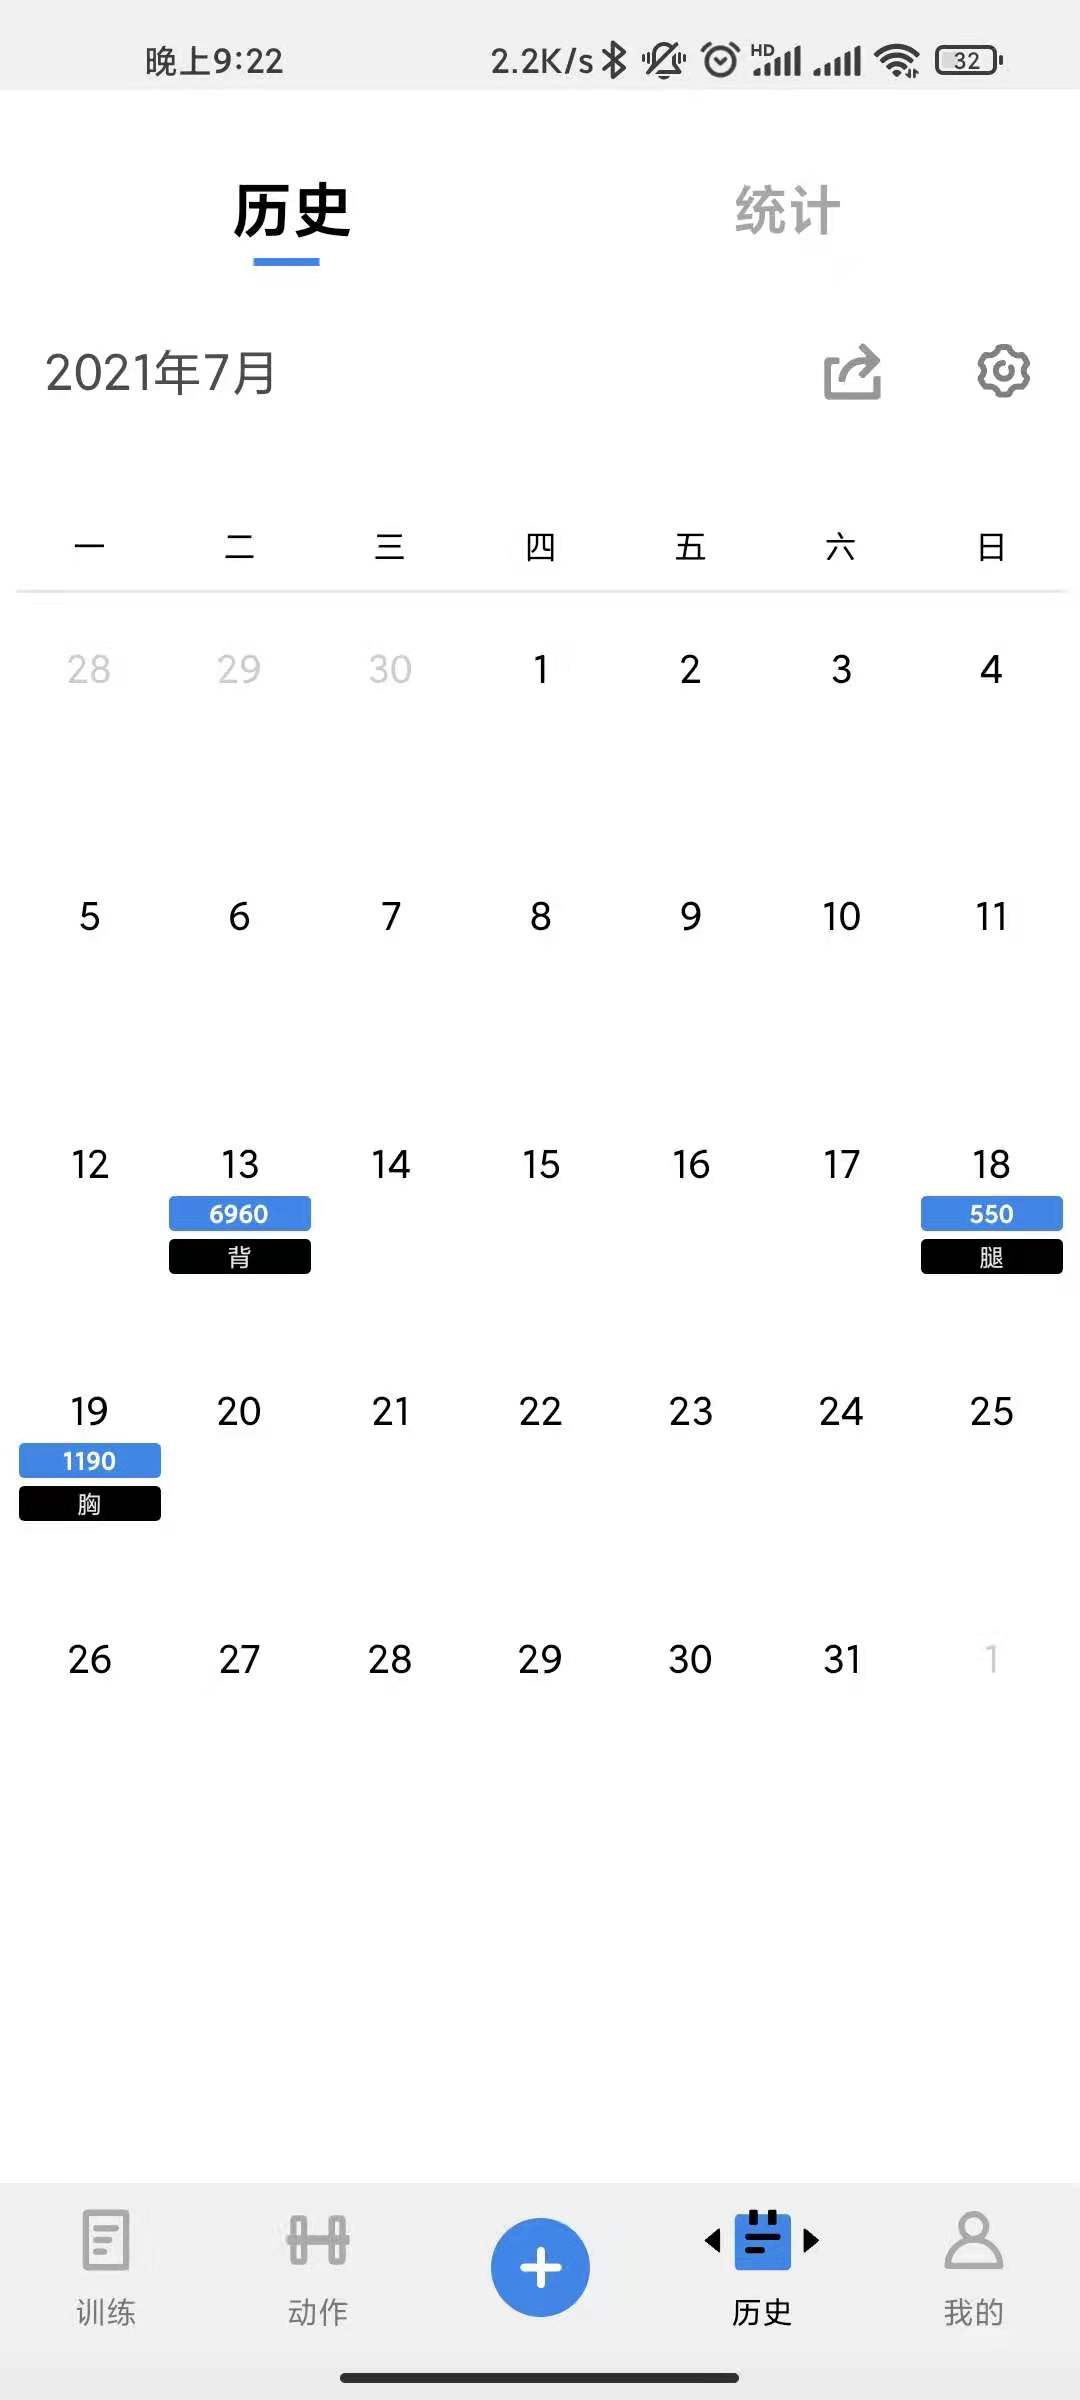 晚上9:22 2.2K/s HD 32
历史 统计
2021年7月
一 二 三 四 五 六 日
28 29 30 1 2 3 4
5 6 7 8 9 10 11
12 13 14 15 16 17 18
6960 550
背 腿
19 20 21 22 23 24 25
1190
胸
26 27 28 29 30 31 1
训练 动作 历史 我的